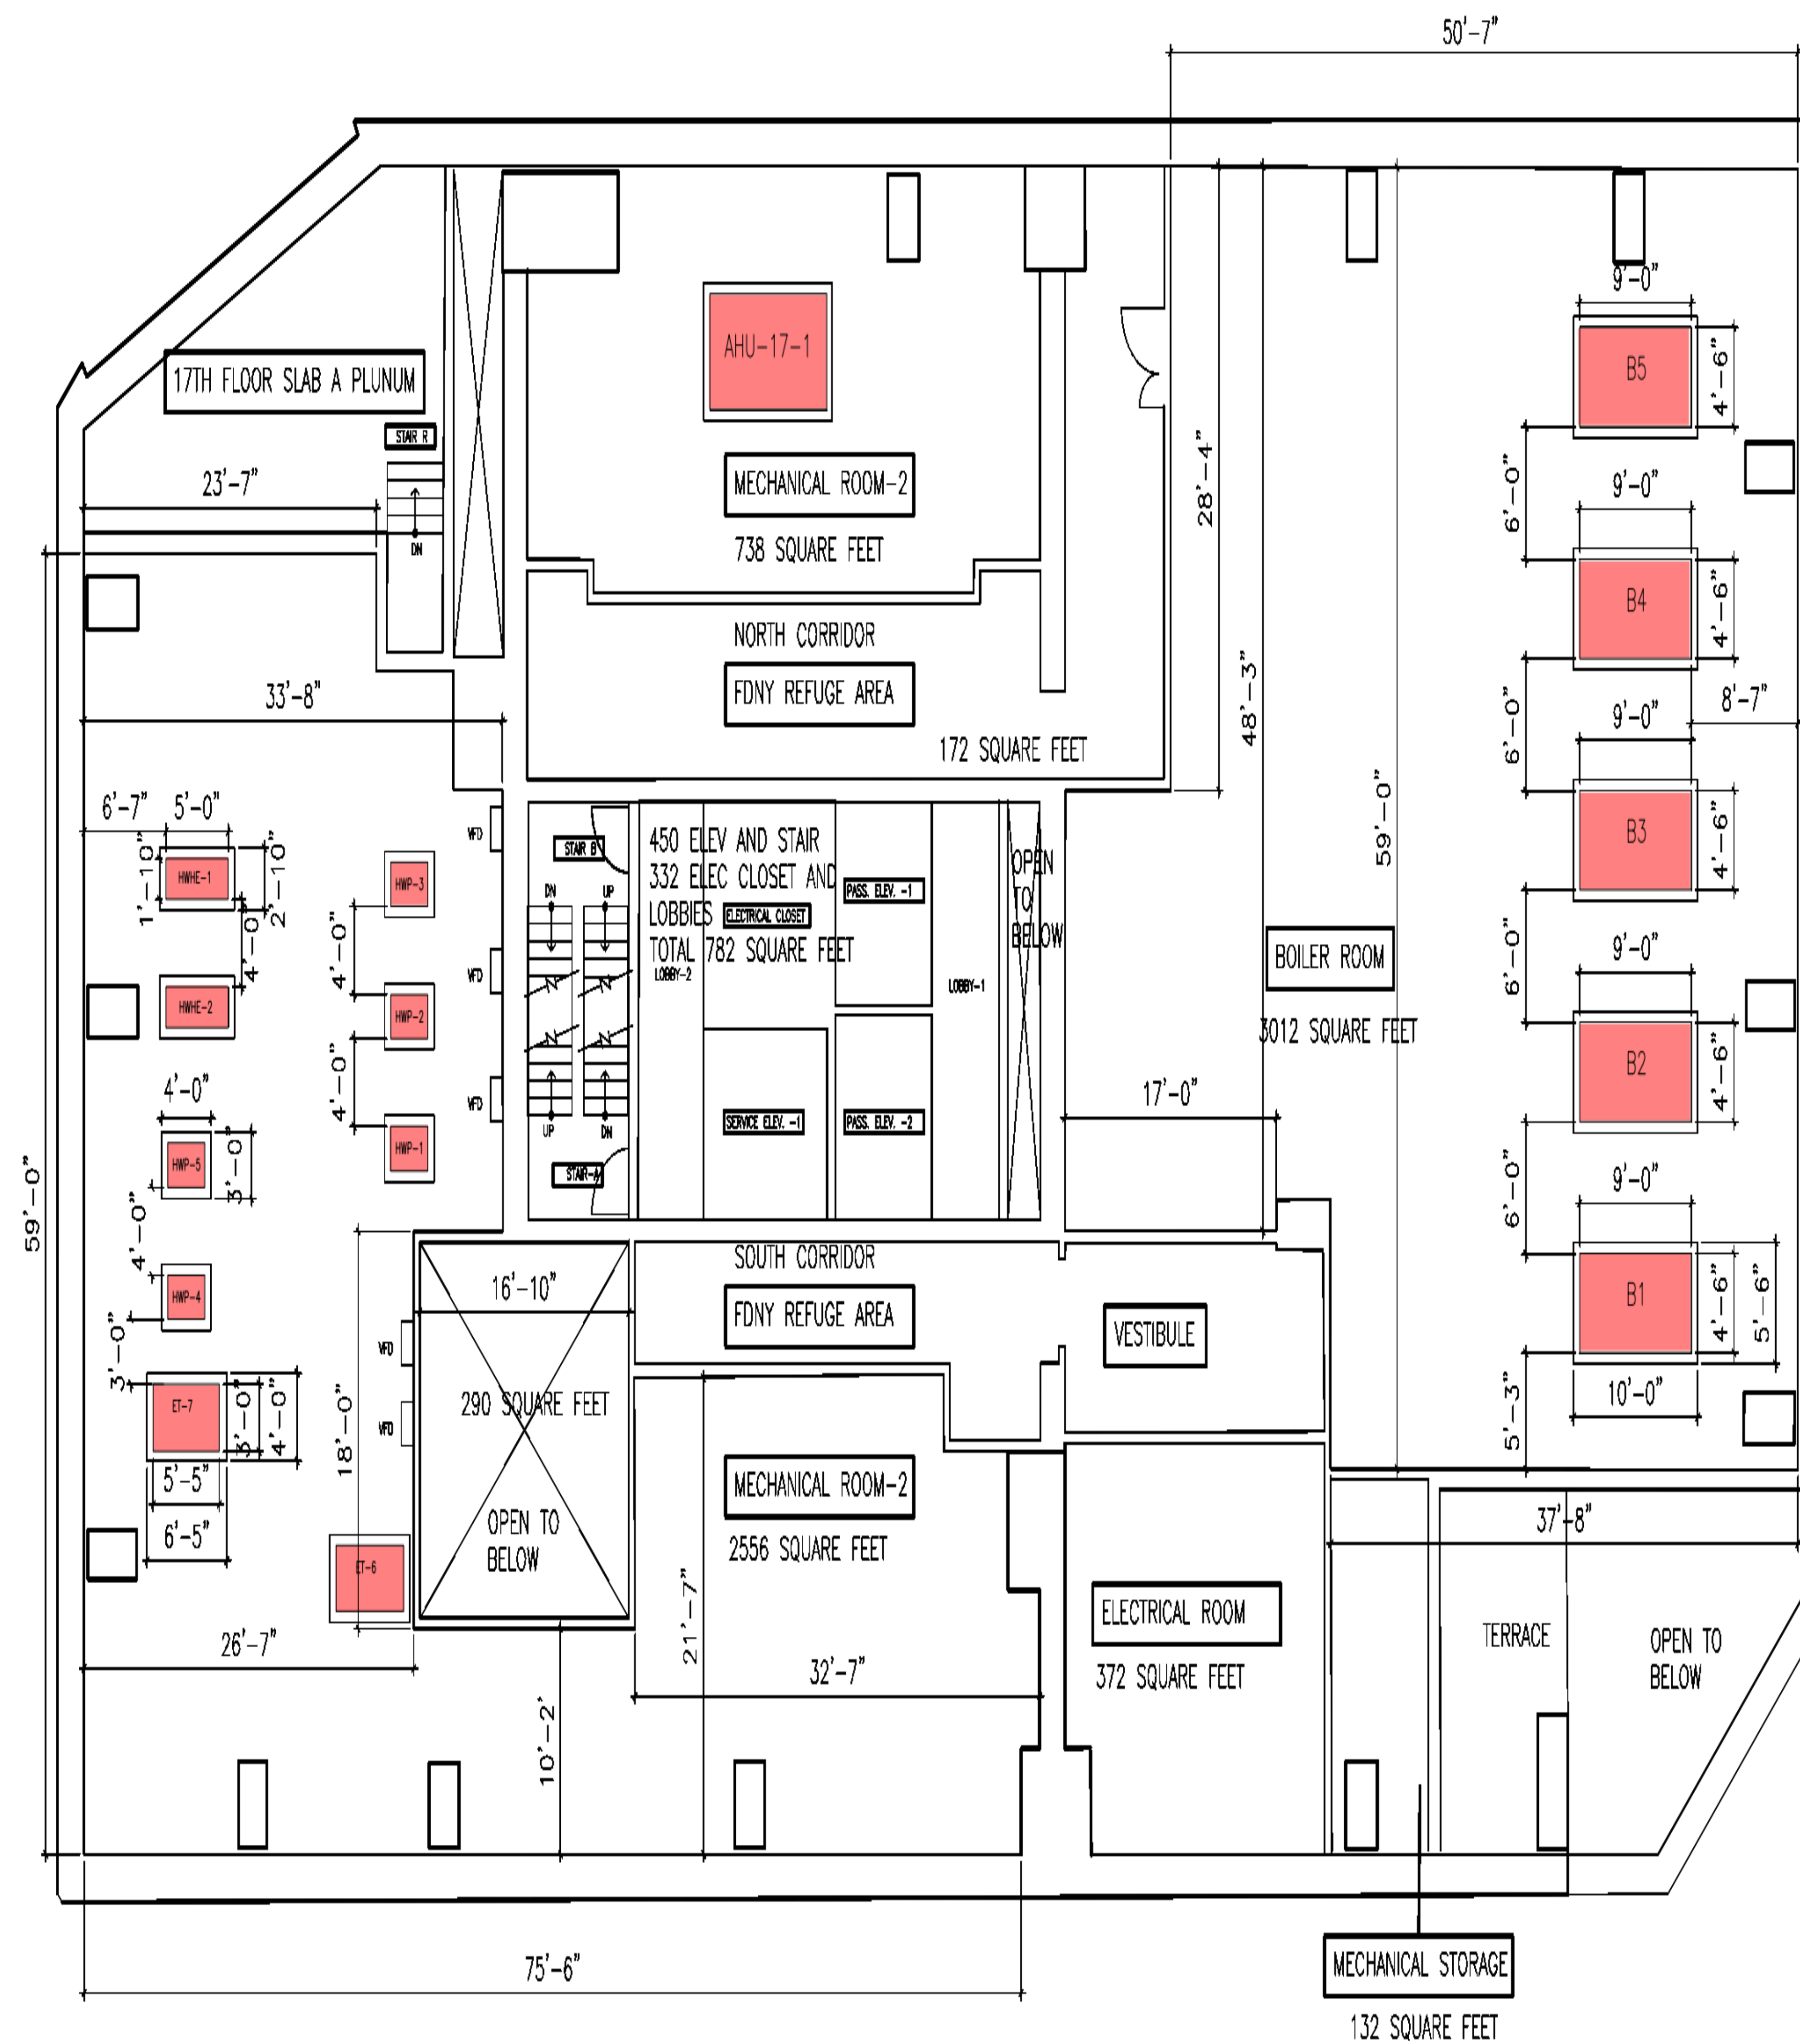 50'-7"
9'-0"
AHU-17-1
B5
4'-6"
17TH FLOOR SLAB A PLUNUM
STAIR R
23'-7"
DN
MECHANICAL ROOM-2
738 SQUARE FEET
28'-4"
6'-0"
9'-0"
B4
4'-6"
NORTH CORRIDOR
FDNY REFUGE AREA
172 SQUARE FEET
33'-8"
48'-3"
6'-0"
9'-0"
8'-7"
59'-0"
B3
4'-6"
6'-7"
5'-0"
1'-10"
HWHE-1
2'-10"
4'-0"
HWHE-2
VFD
HWP-3
4'-0"
VFD
HWP-2
4'-0"
VFD
HWP-1
STAIR B
DN
UP
UP
DN
STAIR-A
450 ELEV AND STAIR
332 ELEC CLOSET AND
LOBBIES
ELECTRICAL CLOSET
TOTAL 782 SQUARE FEET
LOBBY-2
PASS. ELEV. -1
LOBBY-1
OPEN
TO
BELOW
SERVICE ELEV. -1
PASS. ELEV. -2
BOILER ROOM
3012 SQUARE FEET
6'-0"
9'-0"
B2
4'-6"
17'-0"
6'-0"
9'-0"
B1
4'-6"
5'-6"
10'-0"
5'-3"
59'-0"
4'-0"
HWP-5
3'-0"
4'-0"
HWP-4
3'-0"
ET-7
3'-0"
4'-0"
5'-5"
6'-5"
VFD
VFD
18'-0"
16'-10"
290 SQUARE FEET
OPEN TO
BELOW
SOUTH CORRIDOR
FDNY REFUGE AREA
VESTIBULE
MECHANICAL ROOM-2
2556 SQUARE FEET
ET-6
26'-7"
21'-7"
32'-7"
10'-2'
ELECTRICAL ROOM
372 SQUARE FEET
37'-8"
TERRACE
OPEN TO
BELOW
75'-6"
MECHANICAL STORAGE
132 SQUARE FEET